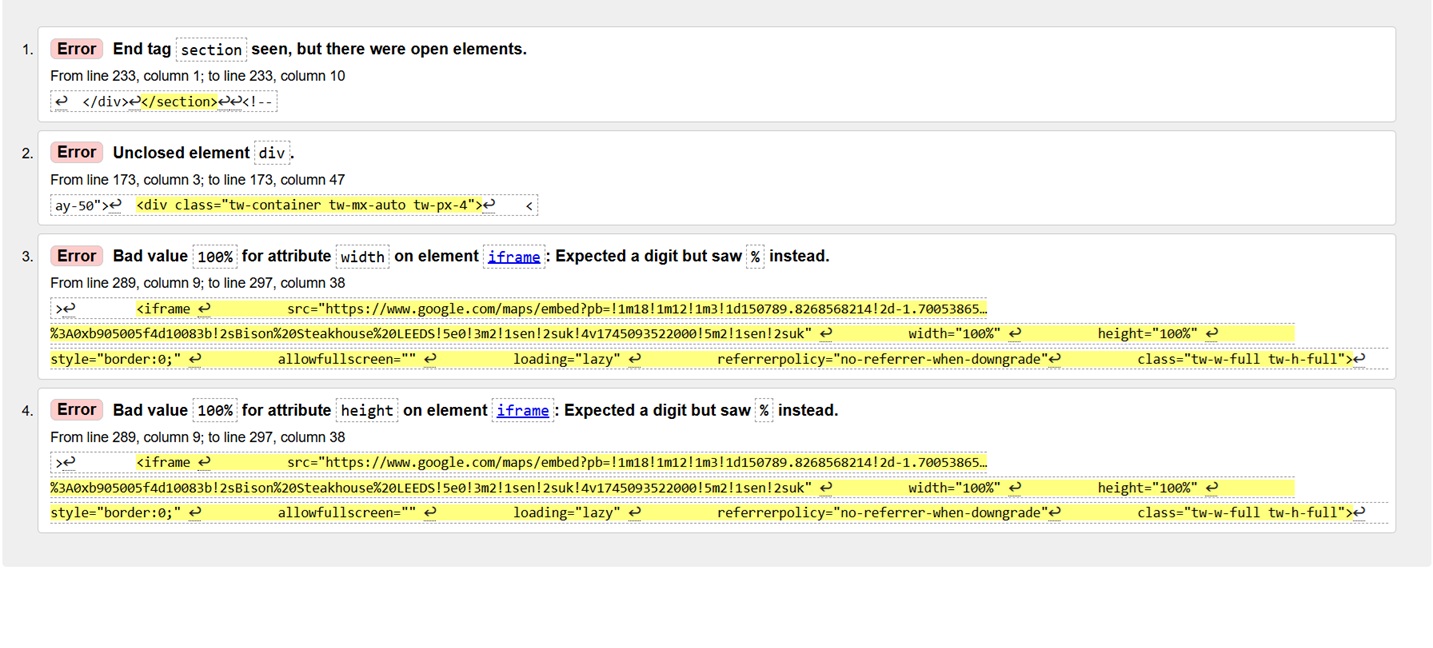 1. Error End tag section seen, but there were open elements.
From line 233, column 1; to line 233, column 10
↩ </div>↩</section>↩↩<!--
2. Error Unclosed element div.
From line 173, column 3; to line 173, column 47
ay-50">↩ <div class="tw-container tw-mx-auto tw-px-4">↩ <
3. Error Bad value 100% for attribute width on element iframe: Expected a digit but saw % instead.
From line 289, column 9; to line 297, column 38
>↩ <iframe ↩ src="https://www.google.com/maps/embed?pb=!1m18!1m12!1m3!1d150789.8268568214!2d-1.70053865…
%3A0xb905005f4d10083b!2sBison%20Steakhouse%20LEEDS!5e0!3m2!1sen!2suk!4v1745093522000!5m2!1sen!2suk" ↩ width="100%" ↩ height="100%" ↩
style="border:0;" ↩ allowfullscreen="" ↩ loading="lazy" ↩ referrerpolicy="no-referrer-when-downgrade"↩ class="tw-w-full tw-h-full">↩
4. Error Bad value 100% for attribute height on element iframe: Expected a digit but saw % instead.
From line 289, column 9; to line 297, column 38
>↩ <iframe ↩ src="https://www.google.com/maps/embed?pb=!1m18!1m12!1m3!1d150789.8268568214!2d-1.70053865…
%3A0xb905005f4d10083b!2sBison%20Steakhouse%20LEEDS!5e0!3m2!1sen!2suk!4v1745093522000!5m2!1sen!2suk" ↩ width="100%" ↩ height="100%" ↩
style="border:0;" ↩ allowfullscreen="" ↩ loading="lazy" ↩ referrerpolicy="no-referrer-when-downgrade"↩ class="tw-w-full tw-h-full">↩